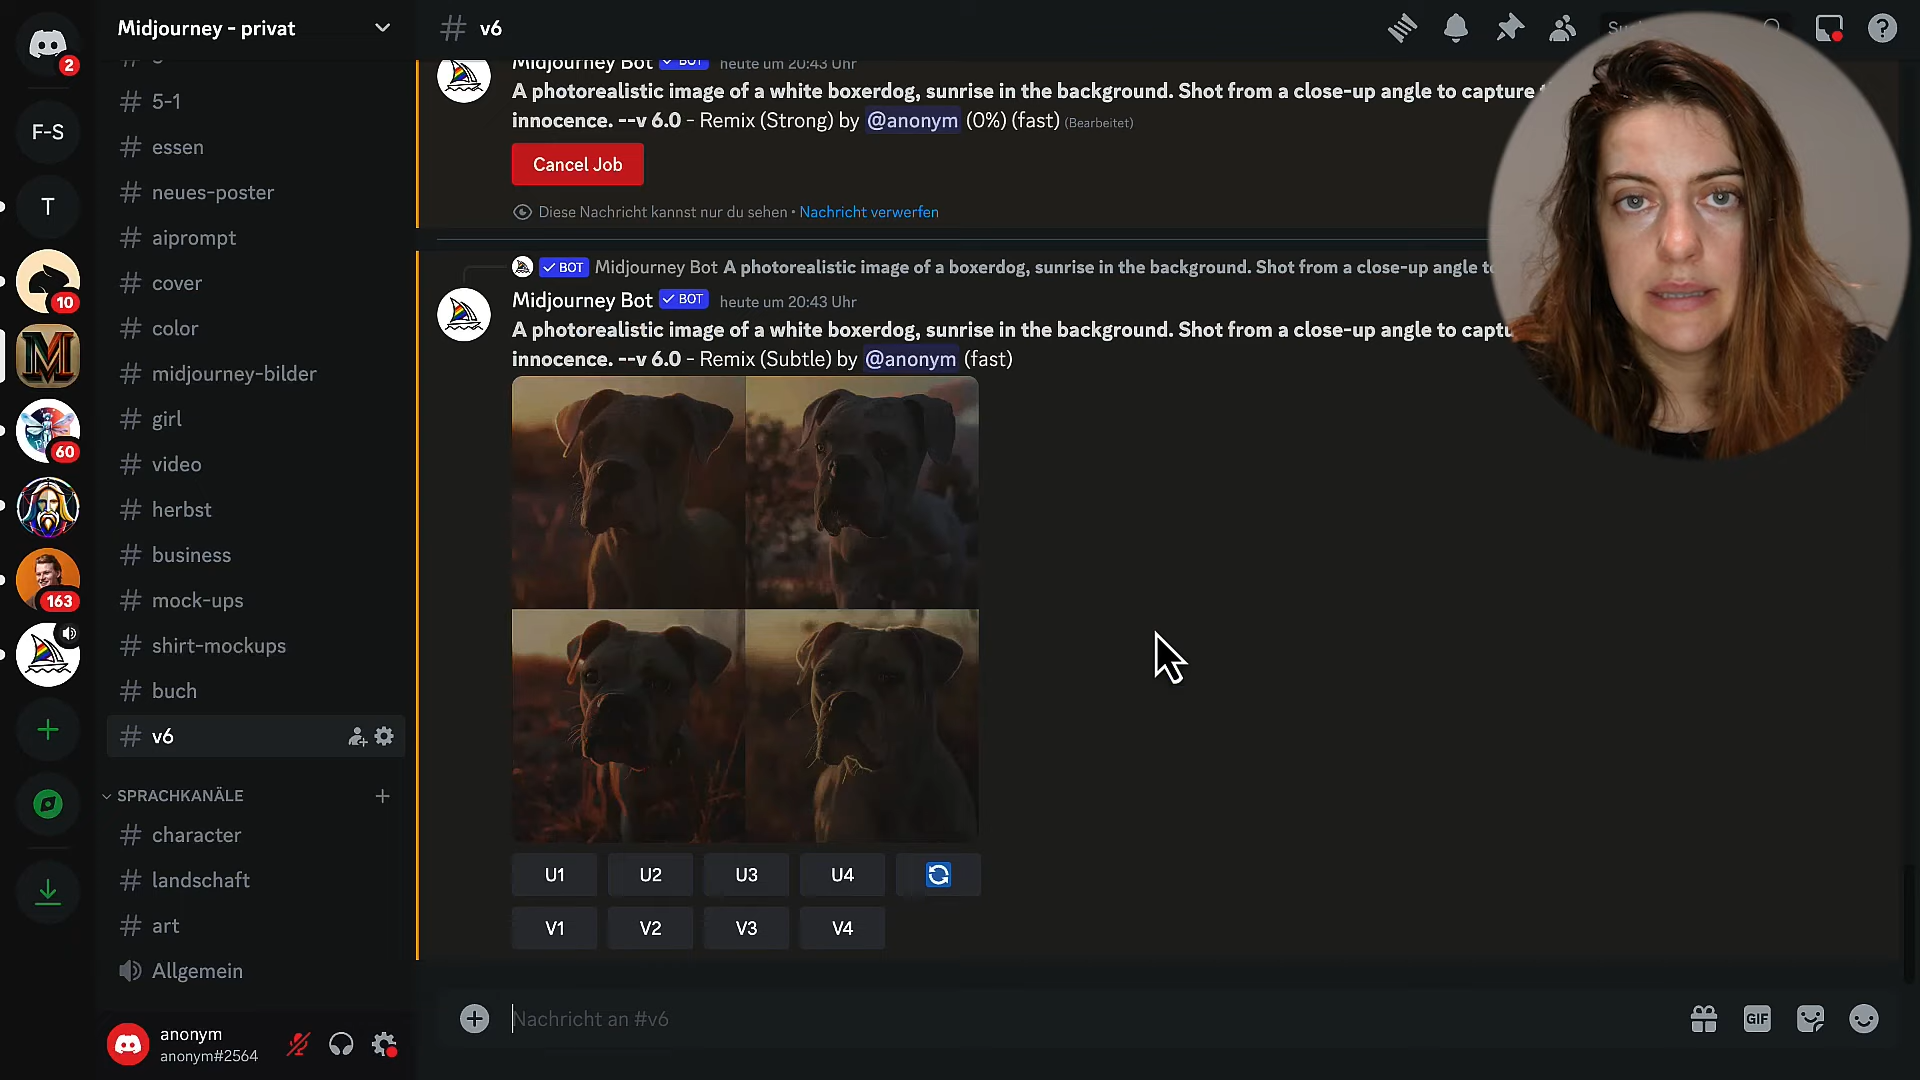 Midjourney - privat
# v6
2
5-1
F-S
essen
neues-poster
T
aiprompt
cover
10
color
M
midjourney-bilder
girl
60
video
herbst
business
163
mock-ups
shirt-mockups
buch
v6
SPRACHKANÄLE
character
landschaft
art
Allgemein
anonym
anonym#2564
Midjourney Bot BOT heute um 20:43 Uhr
A photorealistic image of a white boxerdog, sunrise in the background. Shot from a close-up angle to capture
innocence. --v 6.0 - Remix (Strong) by @anonym (0%) (fast) (Bearbeitet)
Cancel Job
Diese Nachricht kannst nur du sehen • Nachricht verwerfen
BOT Midjourney Bot A photorealistic image of a boxerdog, sunrise in the background. Shot from a close-up angle to
Midjourney Bot BOT heute um 20:43 Uhr
A photorealistic image of a white boxerdog, sunrise in the background. Shot from a close-up angle to captu
innocence. --v 6.0 - Remix (Subtle) by @anonym (fast)
U1 U2 U3 U4
V1 V2 V3 V4
Nachricht an #v6
GIF